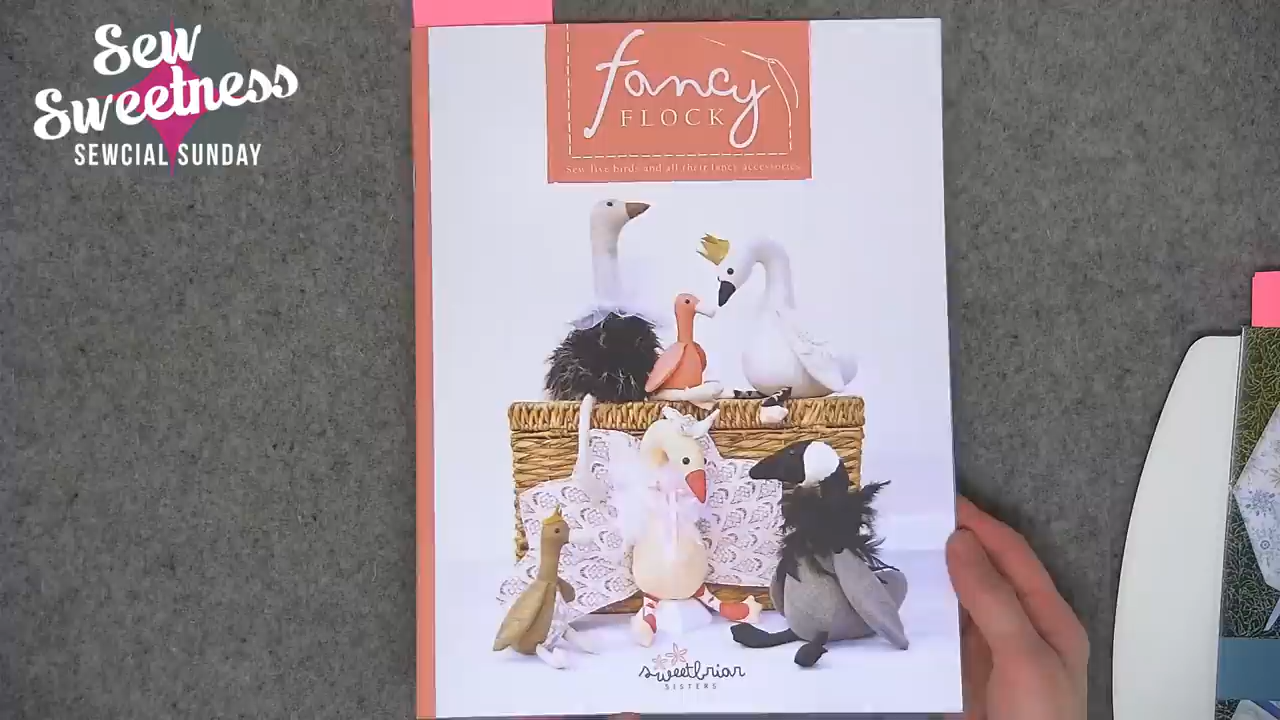 Sew
Sweetness
SEWCIAL SUNDAY
fancy
FLOCK
Sew five birds and all their fancy accessories
sweetbriar
SISTERS